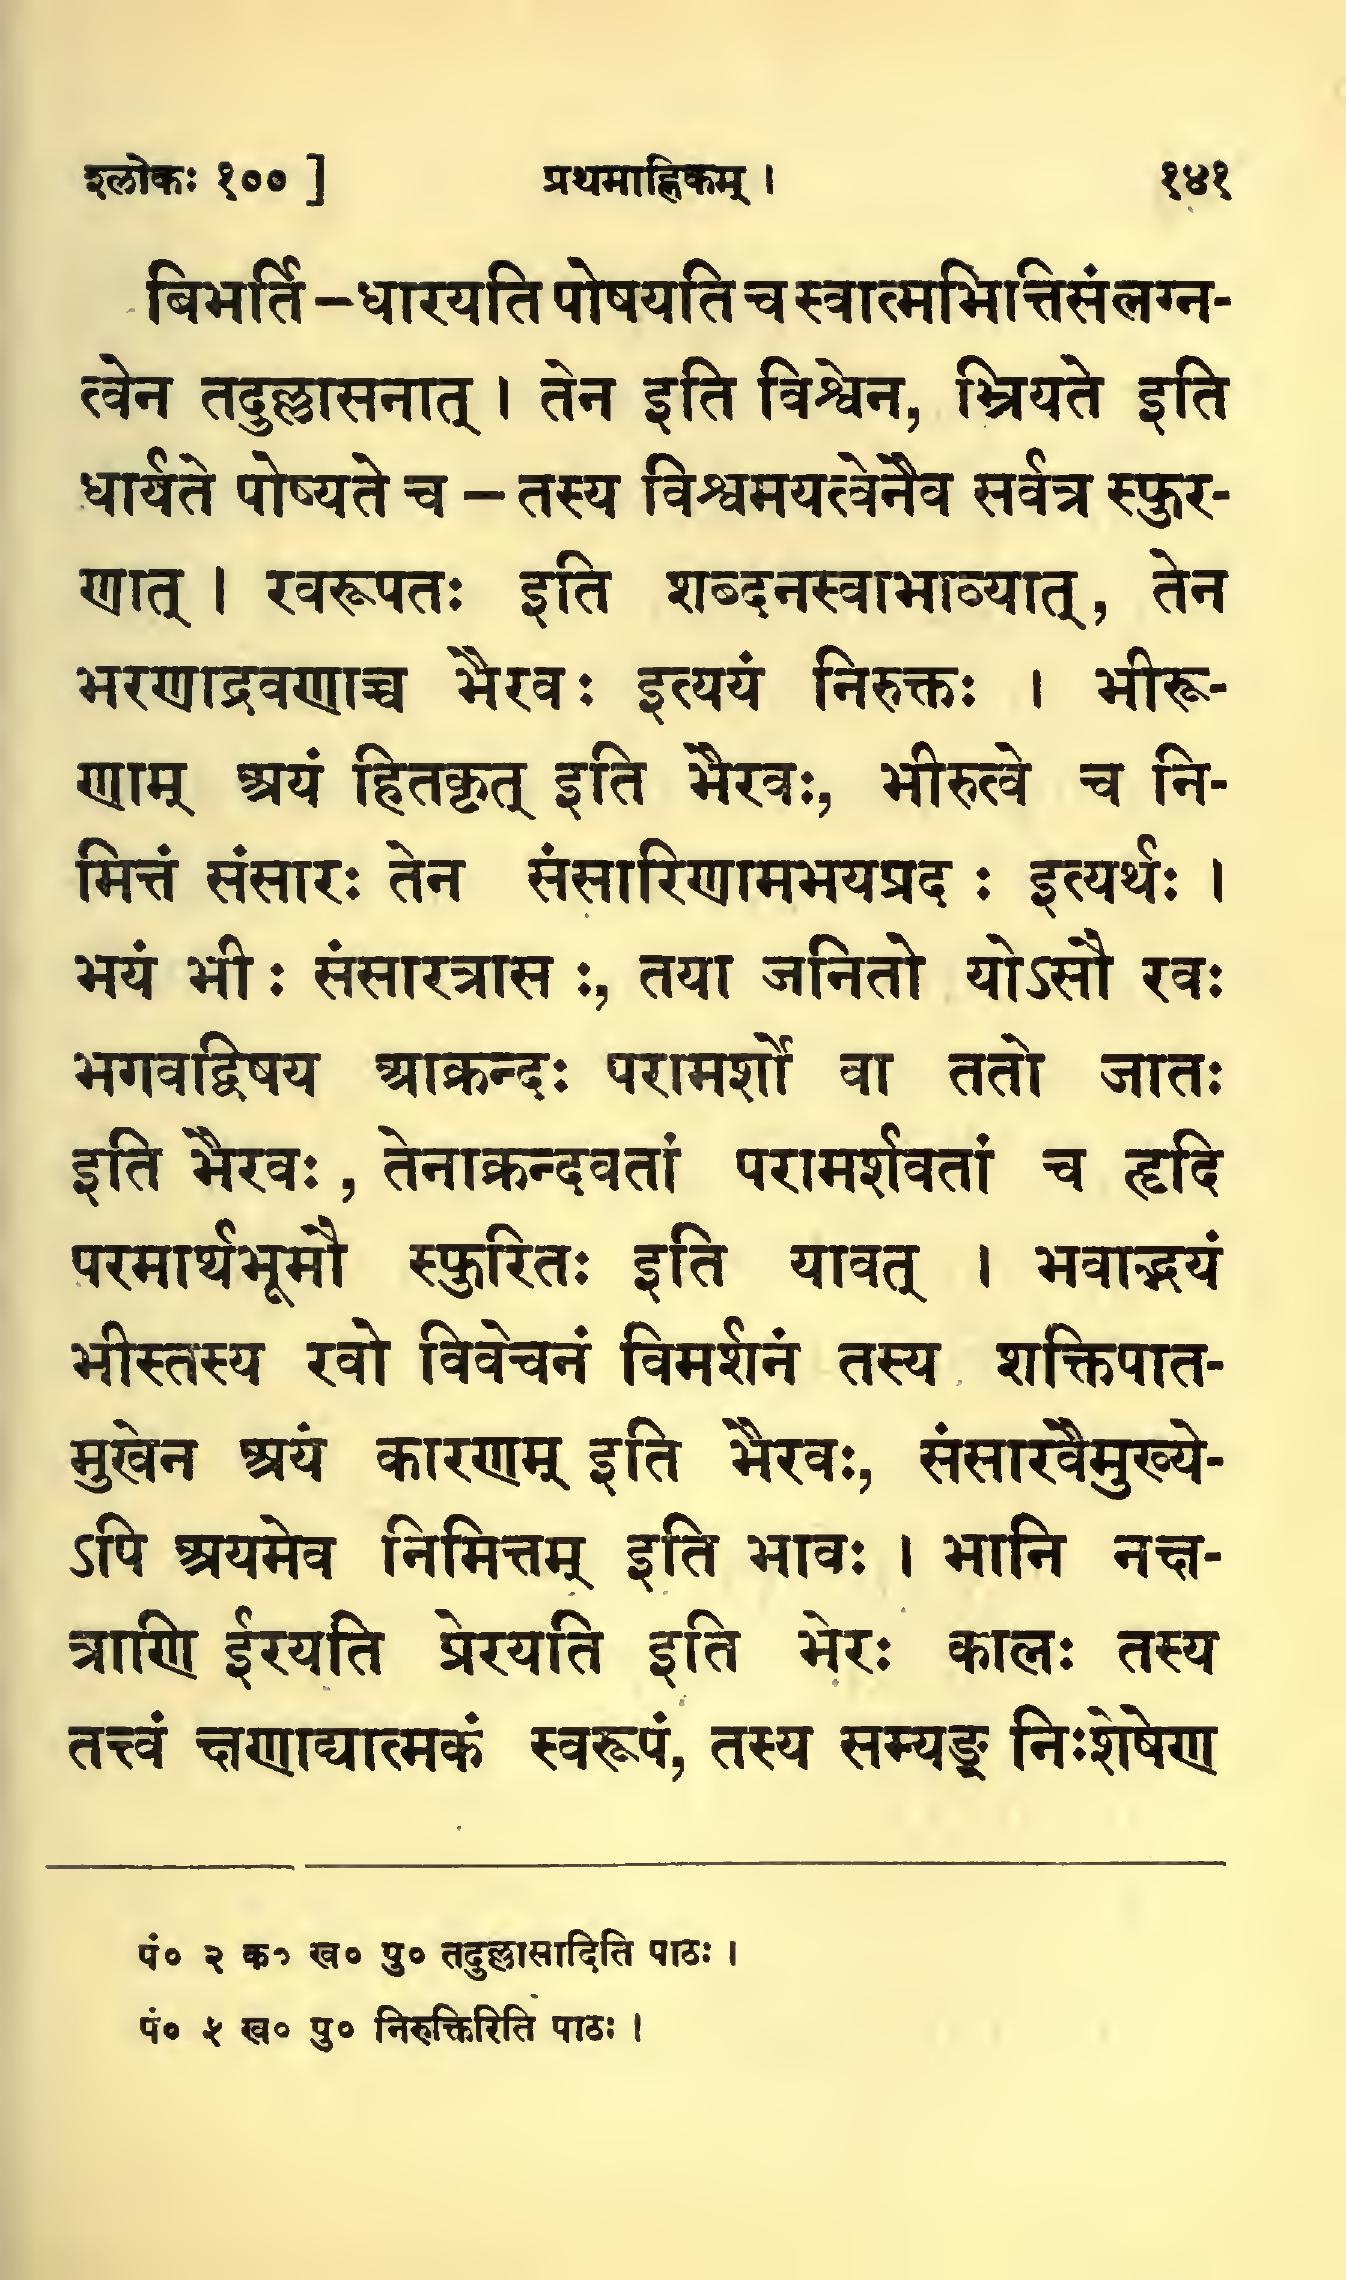 श्लोकः १०० ] प्रथमाह्निकम् । १४१
बिभर्ति – धारयति पोषयति च स्वात्मभित्तिसंलग्न-
त्वेन तदुल्लासनात् । तेन इति विश्वेन, भ्रियते इति
धार्यते पोष्यते च – तस्य विश्वमयत्वेनैव सर्वत्र स्फुर-
णात् । रवरूपतः इति शब्दनस्वाभाव्यात्, तेन
भरणाद्रवणाच्च भैरवः इत्ययं निरुक्तः । भीरू-
णाम् अयं हितकृत् इति भैरवः, भीरुत्वे च नि-
मित्तं संसारः तेन संसारिणामभयप्रदः इत्यर्थः ।
भयं भीः संसारत्रासः, तया जनितो योऽसौ रवः
भगवद्विषय आक्रन्दः परामर्शो वा ततो जातः
इति भैरवः, तेनाक्रन्दवतां परामर्शवतां च हृदि
परमार्थभूमौ स्फुरितः इति यावत् । भवाद्भयं
भीस्तस्य रवो विवेचनं विमर्शनं तस्य शक्तिपात-
मुखेन अयं कारणम् इति भैरवः, संसारवैमुख्ये-
ऽपि अयमेव निमित्तम् इति भावः । भानि नक्ष-
त्राणि ईरयति प्रेरयति इति भेरः कालः तस्य
तत्त्वं क्षणाद्यात्मकं स्वरूपं, तस्य सम्यङ् निःशेषेण
पं० २ क० ख० पु० तदुल्लासादिति पाठः ।
पं० ५ ख० पु० निरुक्तिरिति पाठः ।